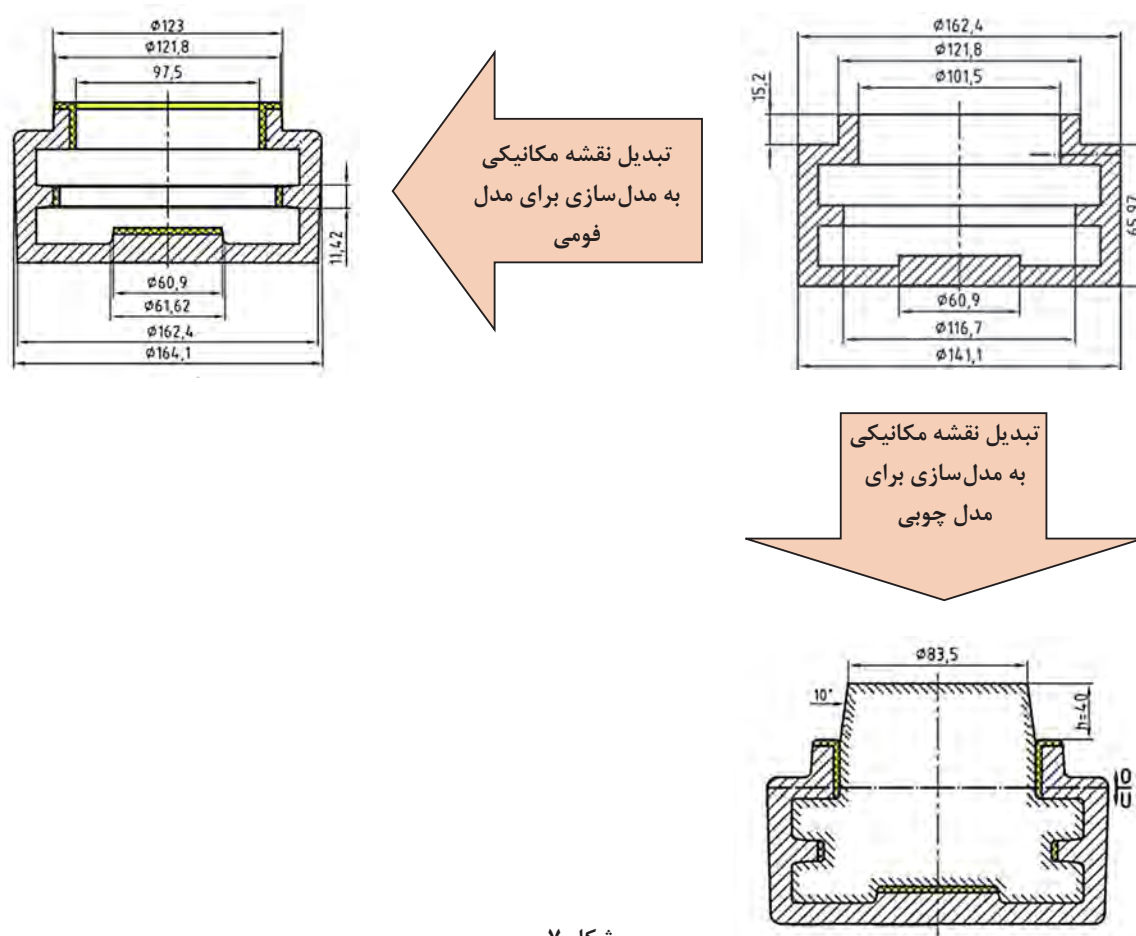 ø123
ø121,8
97,5
11,42
ø60,9
ø61,62
ø162,4
ø164,1
تبدیل نقشه مکانیکی
به مدل‌سازی برای مدل
فومی
ø162,4
ø121,8
ø101,5
15,2
65,97
ø60,9
ø116,7
ø141,1
تبدیل نقشه مکانیکی
به مدل‌سازی برای
مدل چوبی
ø83,5
10°
h=40
O
U